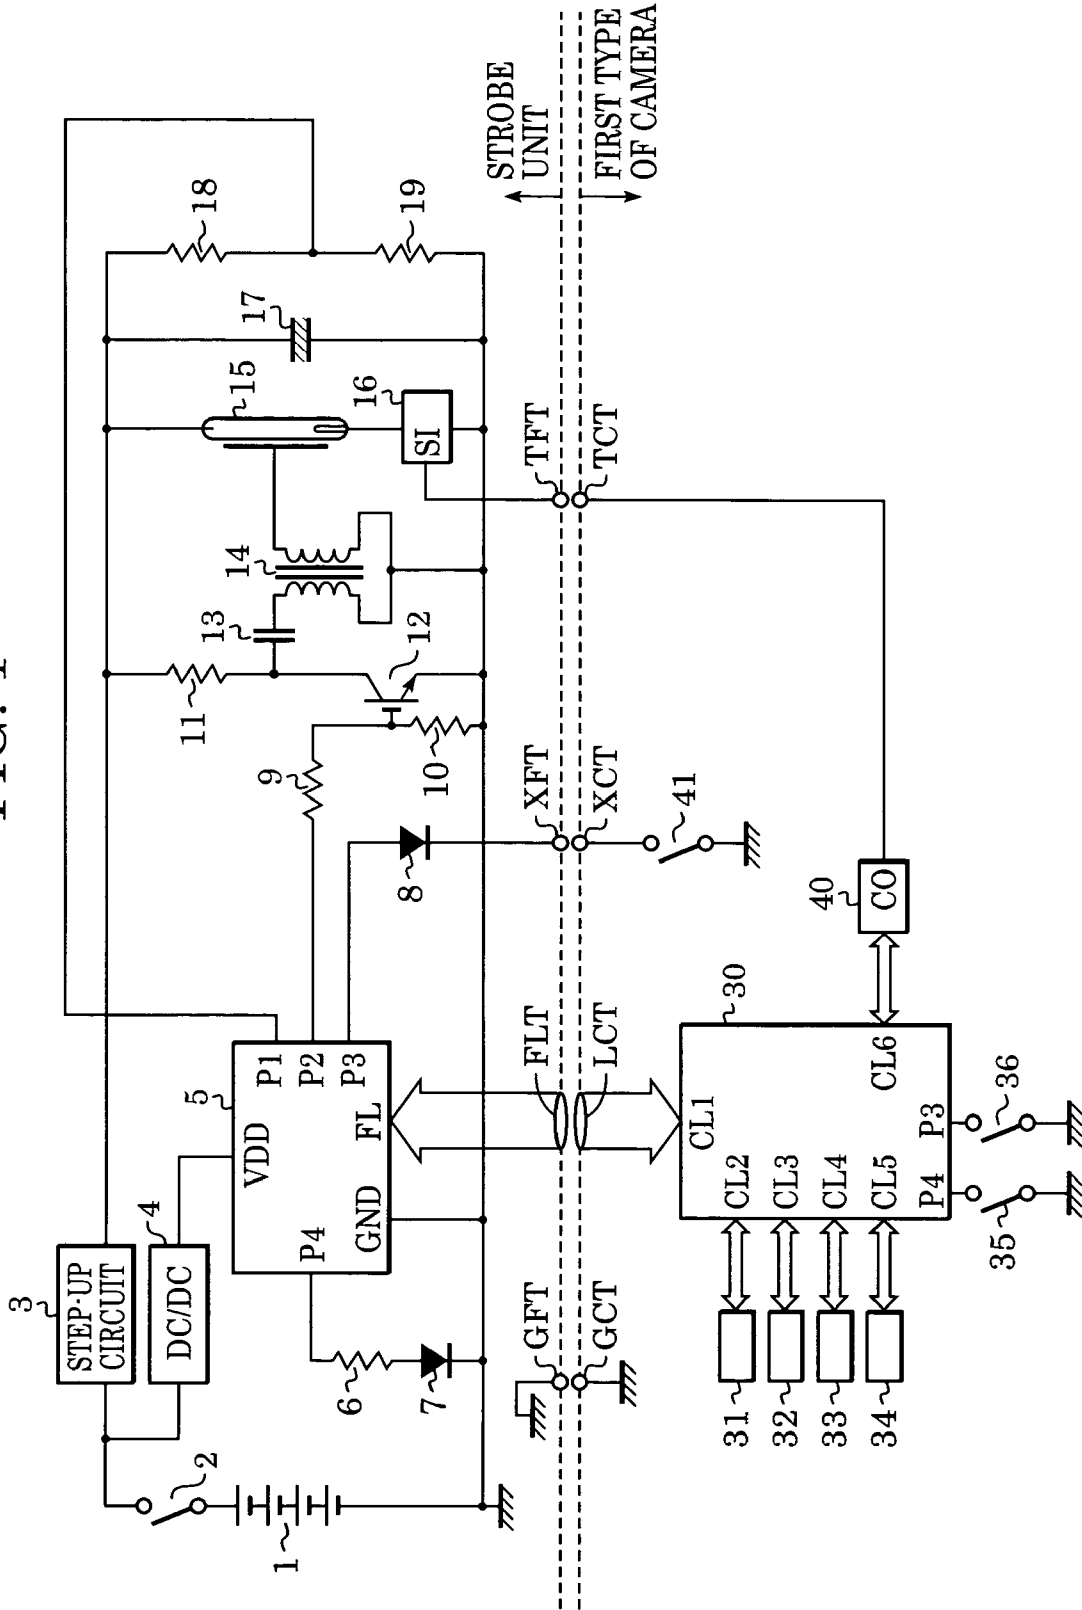 FIG. 1
3
STEP-UP
CIRCUIT
4
DC/DC
2
1
5
VDD
P1
P2
P3
P4
GND
FL
6
7
8
9
10
11
12
13
14
15
16
SI
17
18
19
STROBE
UNIT
FIRST TYPE
OF CAMERA
GFT
GCT
FLT
LCT
XFT
XCT
TFT
TCT
41
30
CL1
CL2
CL3
CL4
CL5
CL6
P4
P3
31
32
33
34
35
36
40
CO